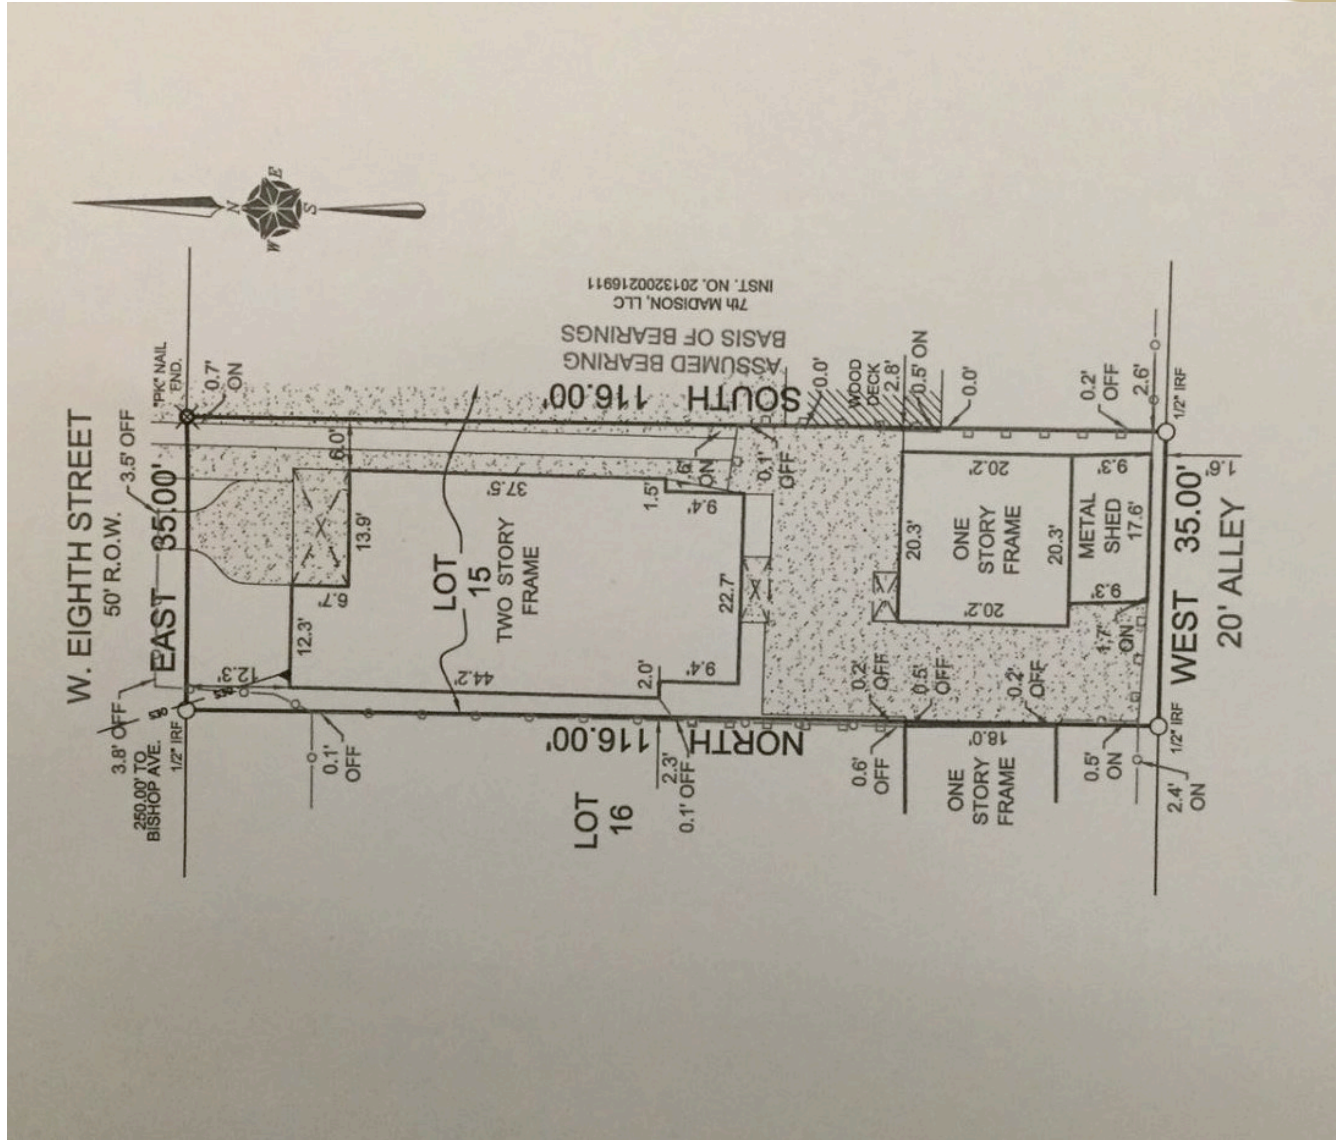 W. EIGHTH STREET
50' R.O.W.
3.5' OFF
"PK" NAIL
FND.
0.7'
ON
EAST 35.00'
3.8' OFF
250.00' TO
BISHOP AVE.
1/2" IRF
12.3'
12.3'
6.7'
13.9'
6.0'
N
E
S
W
0.1'
OFF
44.2'
LOT
15
TWO STORY
FRAME
37.5'
1.5'
9.4'
22.7'
9.4'
2.0'
SOUTH 116.00'
ASSUMED BEARING
BASIS OF BEARINGS
7th MADISON, LLC
INST. NO. 2013200216911
LOT
16
NORTH 116.00'
2.3'
0.1' OFF
1.6'
ON
0.1'
OFF
0.0'
WOOD
DECK
2.8'
0.5' ON
0.0'
0.2'
OFF
2.6'
1/2" IRF
0.6'
OFF
0.2'
OFF
0.5'
OFF
0.2'
OFF
20.3'
ONE
STORY
FRAME
20.2'
20.2'
20.3'
METAL
SHED
17.6'
9.3'
9.3'
1.7'
ON
18.0'
ONE
STORY
FRAME
0.5'
ON
2.4'
ON
1/2" IRF
WEST 35.00'
1.6'
20' ALLEY